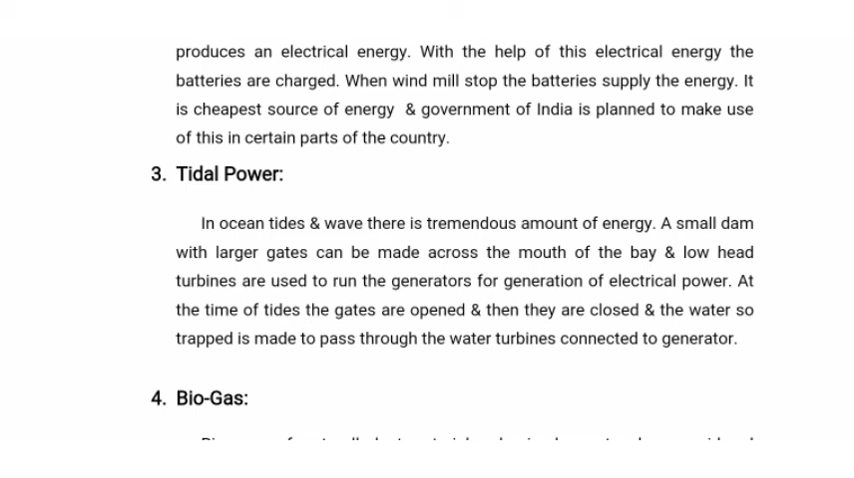 produces an electrical energy. With the help of this electrical energy the
batteries are charged. When wind mill stop the batteries supply the energy. It
is cheapest source of energy & government of India is planned to make use
of this in certain parts of the country.
3. Tidal Power:
In ocean tides & wave there is tremendous amount of energy. A small dam
with larger gates can be made across the mouth of the bay & low head
turbines are used to run the generators for generation of electrical power. At
the time of tides the gates are opened & then they are closed & the water so
trapped is made to pass through the water turbines connected to generator.
4. Bio-Gas: